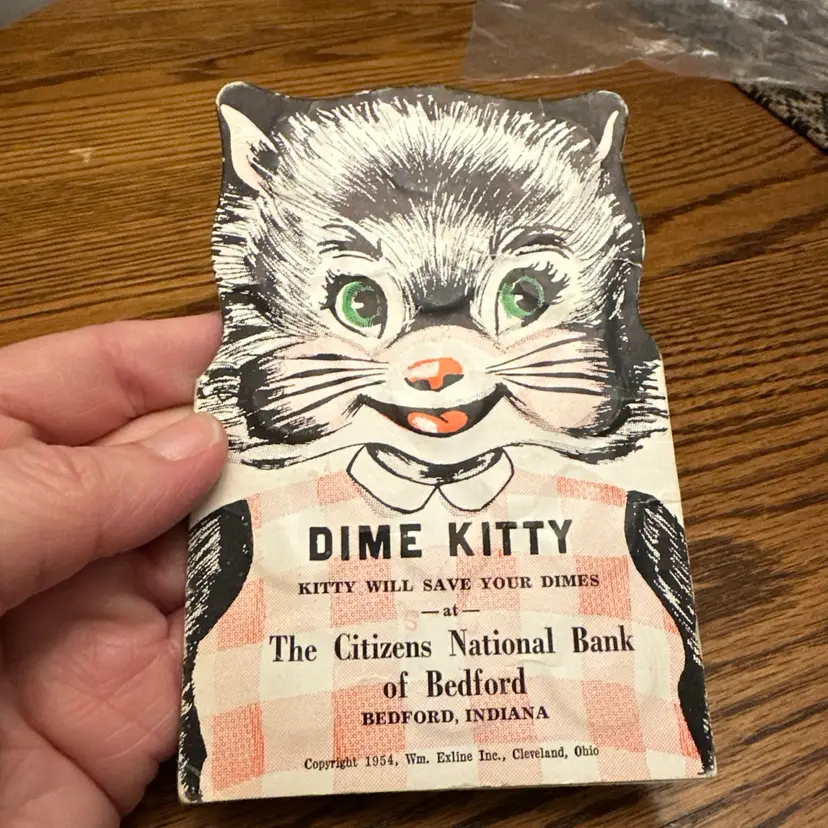 DIME KITTY
KITTY WILL SAVE YOUR DIMES
—at—
The Citizens National Bank
of Bedford
BEDFORD, INDIANA
Copyright 1954, Wm. Exline Inc., Cleveland, Ohio